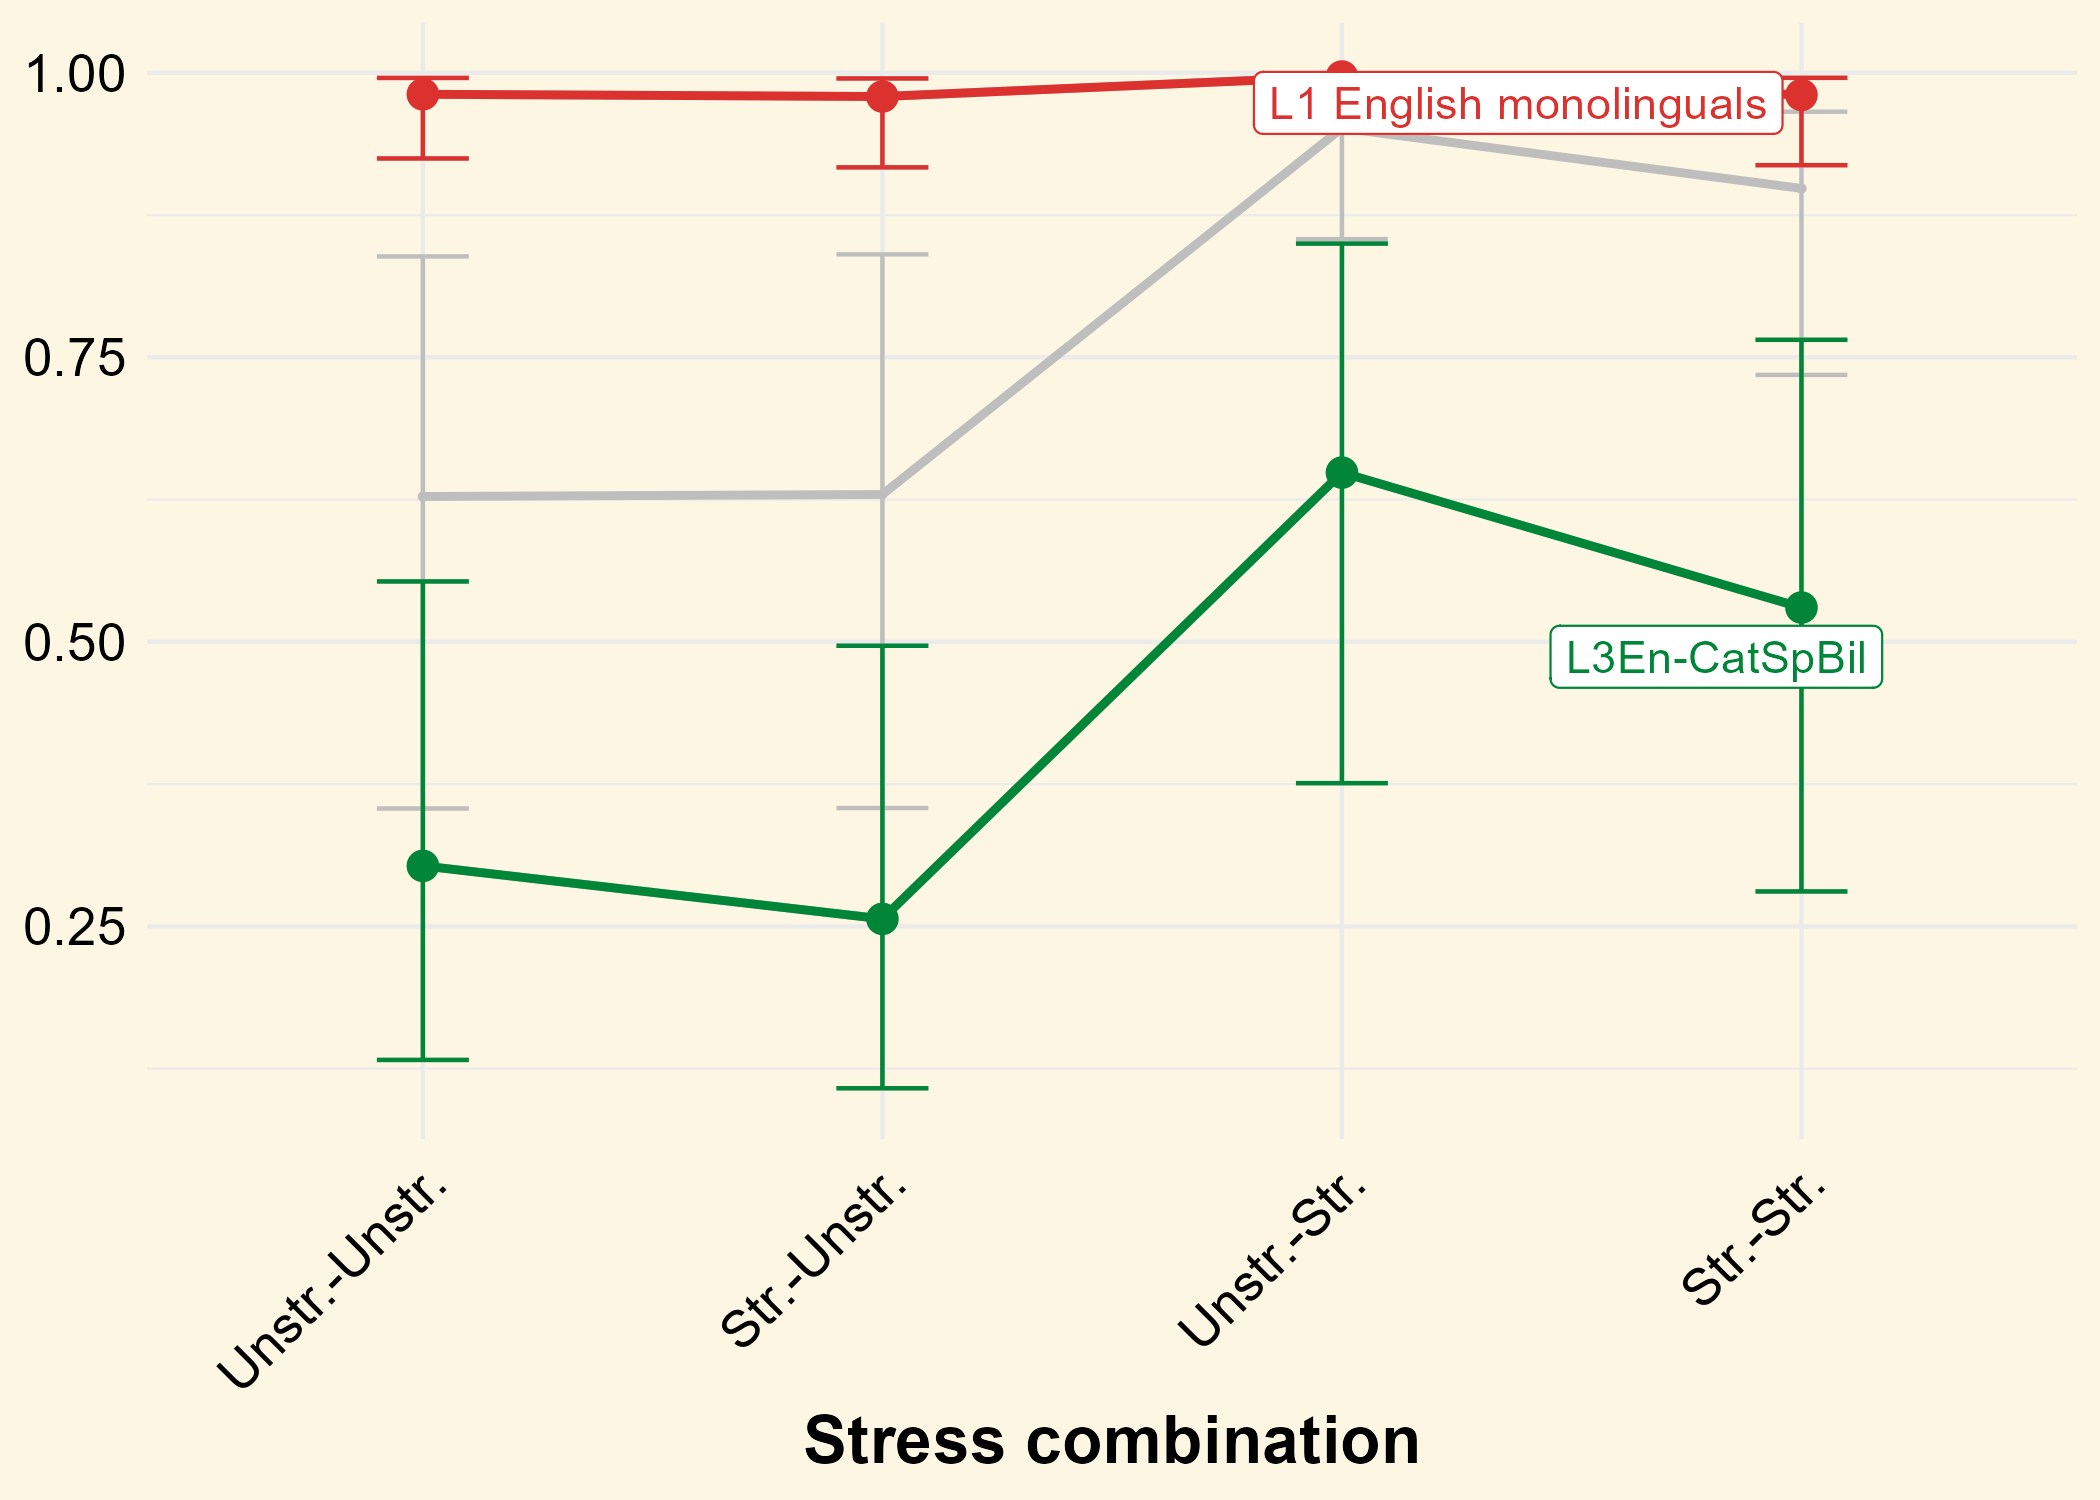 1.00
0.75
0.50
0.25
L1 English monolinguals
L3En-CatSpBil
Unstr.-Unstr.
Str.-Unstr.
Unstr.-Str.
Str.-Str.
Stress combination